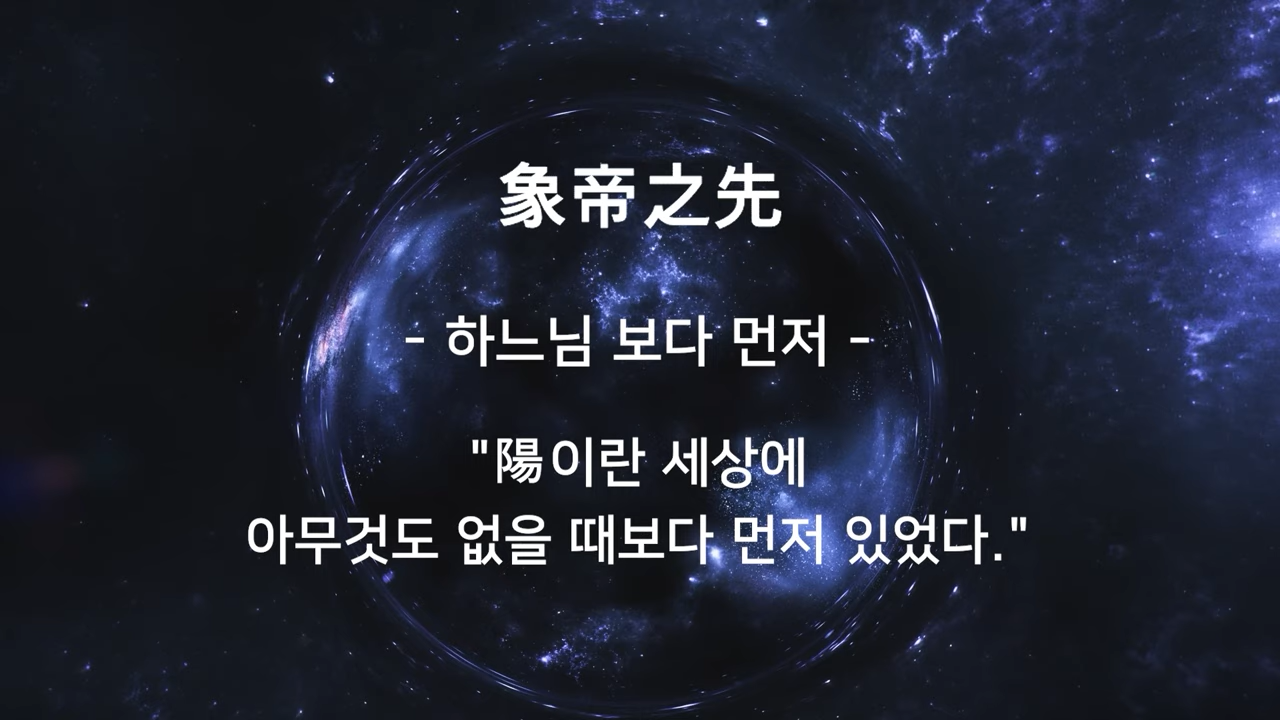 象帝之先
- 하느님 보다 먼저 -
"陽이란 세상에
아무것도 없을 때보다 먼저 있었다."